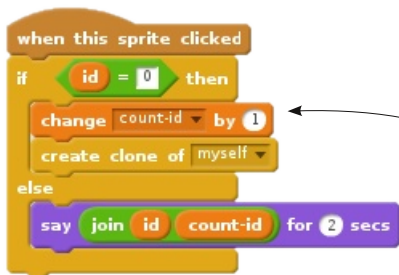 when this sprite clicked
if id = 0 then
change count-id by 1
create clone of myself
else
say join id count-id for 2 secs